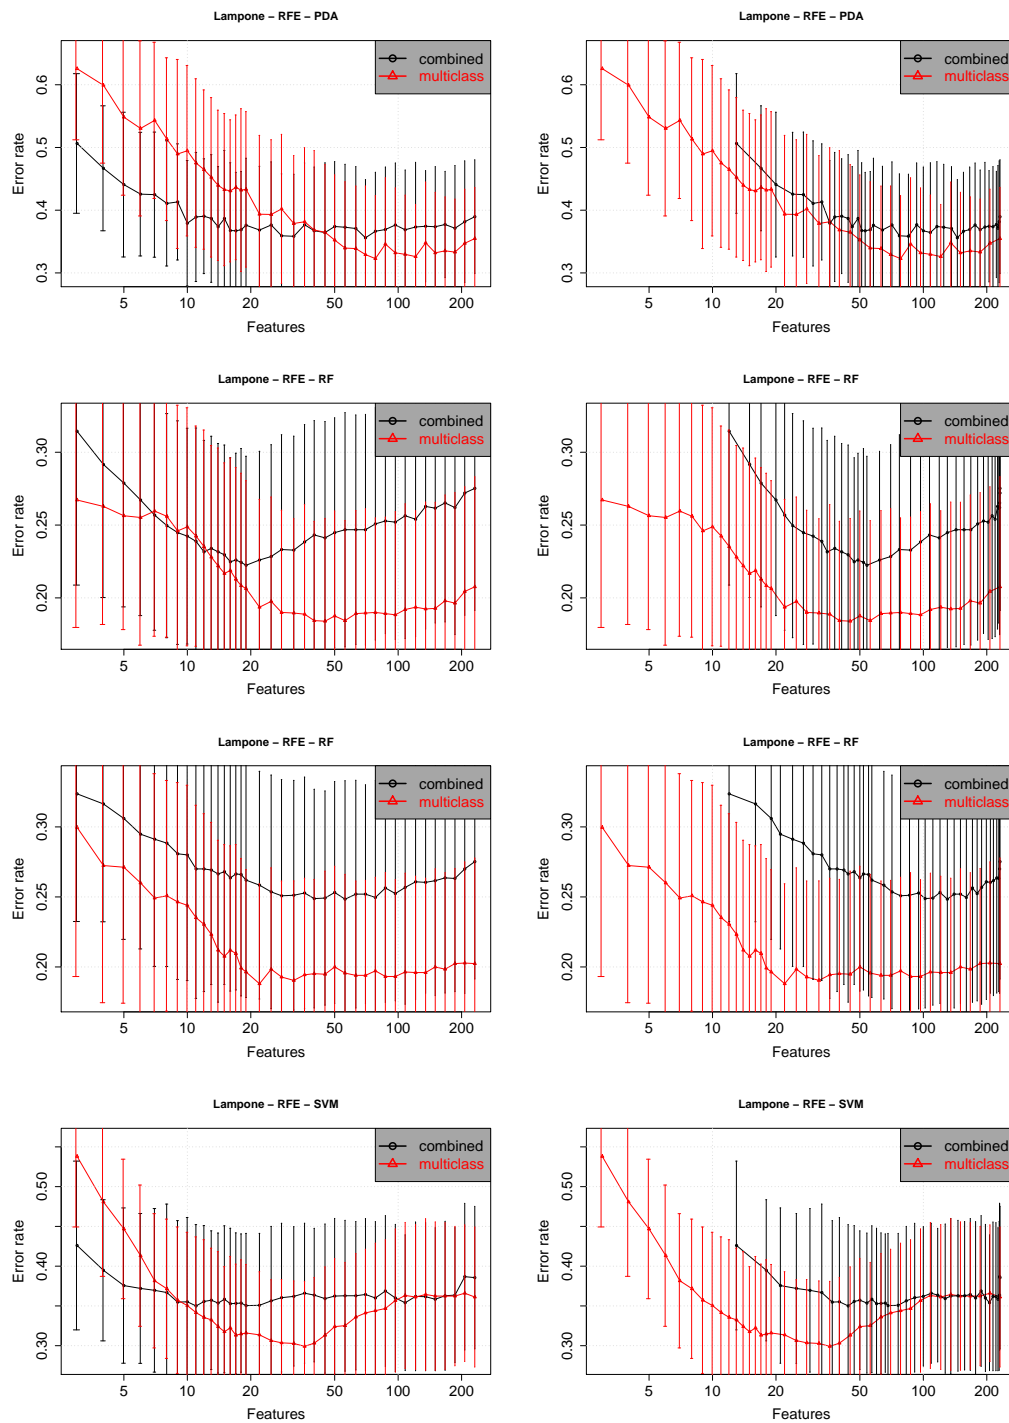 Lampone − RFE − PDA
combined
multiclass
Error rate
0.3 0.4 0.5 0.6
5 10 20 50 100 200
Features
Lampone − RFE − PDA
combined
multiclass
Error rate
0.3 0.4 0.5 0.6
5 10 20 50 100 200
Features
Lampone − RFE − RF
combined
multiclass
Error rate
0.20 0.25 0.30
5 10 20 50 100 200
Features
Lampone − RFE − RF
combined
multiclass
Error rate
0.20 0.25 0.30
5 10 20 50 100 200
Features
Lampone − RFE − RF
combined
multiclass
Error rate
0.20 0.25 0.30
5 10 20 50 100 200
Features
Lampone − RFE − RF
combined
multiclass
Error rate
0.20 0.25 0.30
5 10 20 50 100 200
Features
Lampone − RFE − SVM
combined
multiclass
Error rate
0.30 0.40 0.50
5 10 20 50 100 200
Features
Lampone − RFE − SVM
combined
multiclass
Error rate
0.30 0.40 0.50
5 10 20 50 100 200
Features